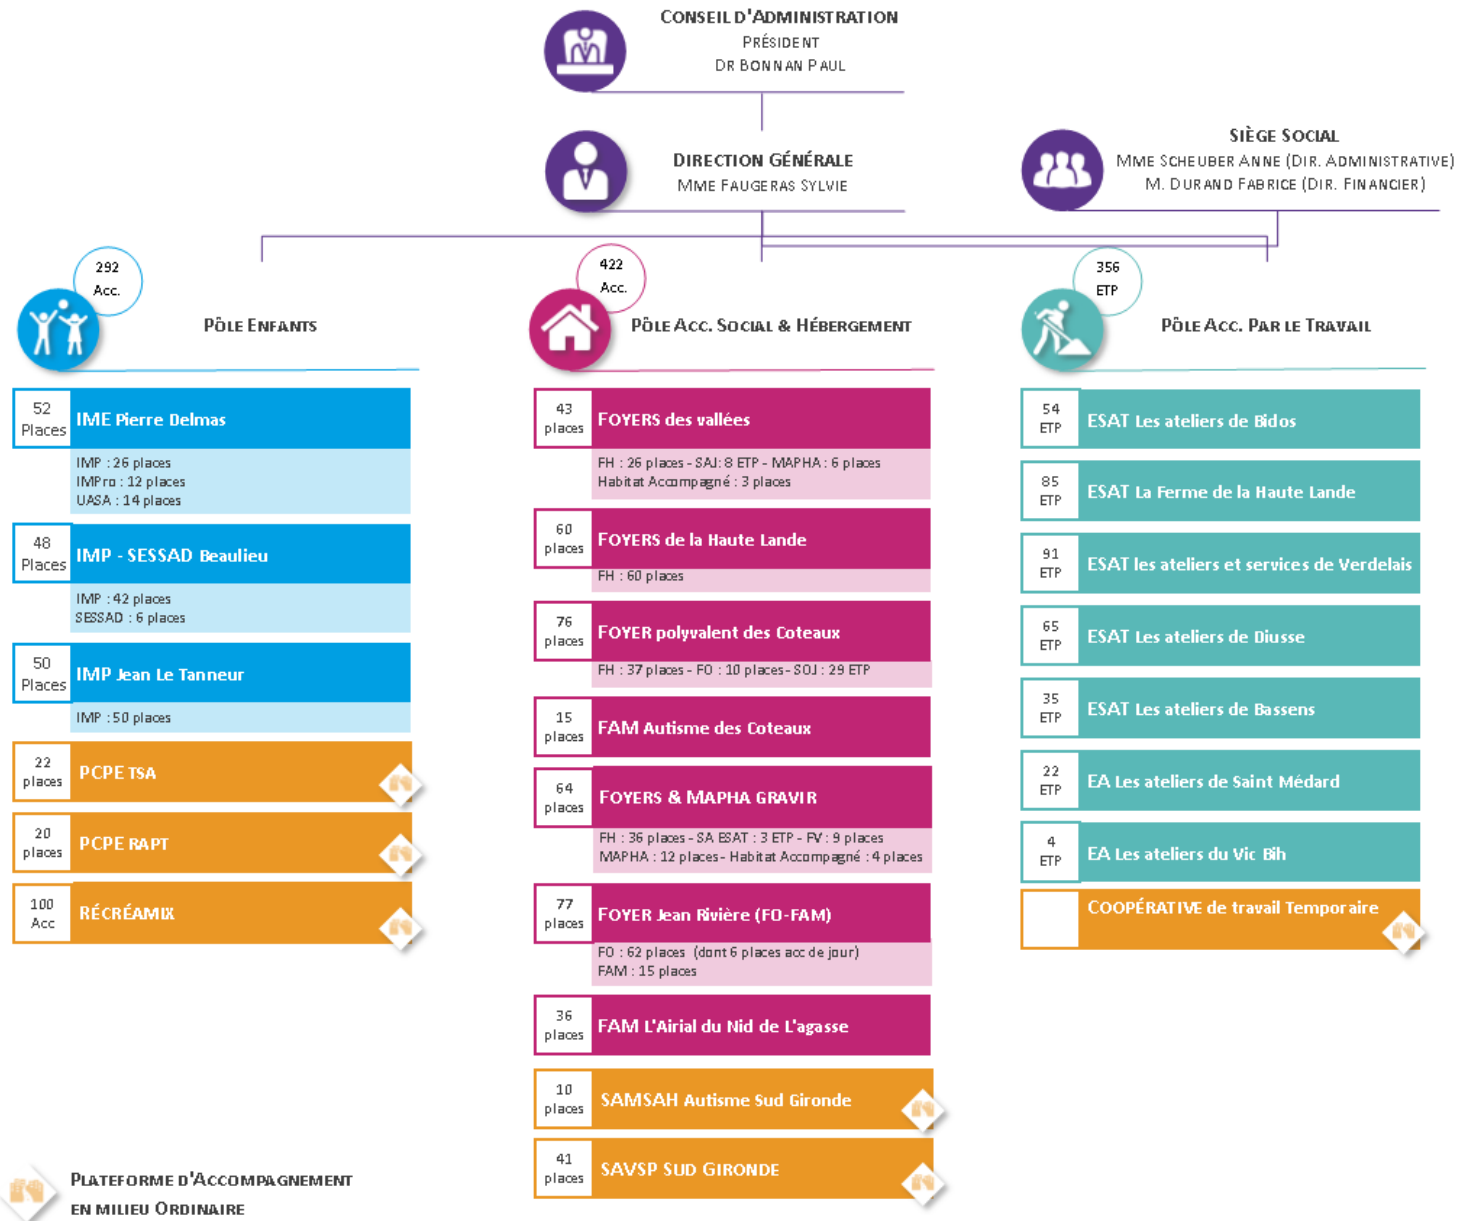 CONSEIL D'ADMINISTRATION
PRÉSIDENT
DR BONNAN PAUL
DIRECTION GÉNÉRALE
MME FAUGERAS SYLVIE
SIÈGE SOCIAL
MME SCHEUBER ANNE (DIR. ADMINISTRATIVE)
M. DURAND FABRICE (DIR. FINANCIER)
292
Acc.
PÔLE ENFANTS
52
Places
IME Pierre Delmas
IMP : 26 places
IMPro : 12 places
UASA : 14 places
48
Places
IMP - SESSAD Beaulieu
IMP : 42 places
SESSAD : 6 places
50
Places
IMP Jean Le Tanneur
IMP : 50 places
22
places
PCPE TSA
20
places
PCPE RAPT
100
Acc
RÉCRÉAMIX
422
Acc.
PÔLE ACC. SOCIAL & HÉBERGEMENT
43
places
FOYERS des vallées
FH : 26 places - SAJ: 8 ETP - MAPHA : 6 places
Habitat Accompagné : 3 places
60
places
FOYERS de la Haute Lande
FH : 60 places
76
places
FOYER polyvalent des Coteaux
FH : 37 places - FO : 10 places - SOJ : 29 ETP
15
places
FAM Autisme des Coteaux
64
places
FOYERS & MAPHA GRAVIR
FH : 36 places - SA ESAT : 3 ETP - FV : 9 places
MAPHA : 12 places - Habitat Accompagné : 4 places
77
places
FOYER Jean Rivière (FO-FAM)
FO : 62 places (dont 6 places acc de jour)
FAM : 15 places
36
places
FAM L'Airial du Nid de L'agasse
10
places
SAMSAH Autisme Sud Gironde
41
places
SAVSP SUD GIRONDE
356
ETP
PÔLE ACC. PAR LE TRAVAIL
54
ETP
ESAT Les ateliers de Bidos
85
ETP
ESAT La Ferme de la Haute Lande
91
ETP
ESAT les ateliers et services de Verdelais
65
ETP
ESAT Les ateliers de Diusse
35
ETP
ESAT Les ateliers de Bassens
22
ETP
EA Les ateliers de Saint Médard
4
ETP
EA Les ateliers du Vic Bih
COOPÉRATIVE de travail Temporaire
PLATEFORME D'ACCOMPAGNEMENT
EN MILIEU ORDINAIRE